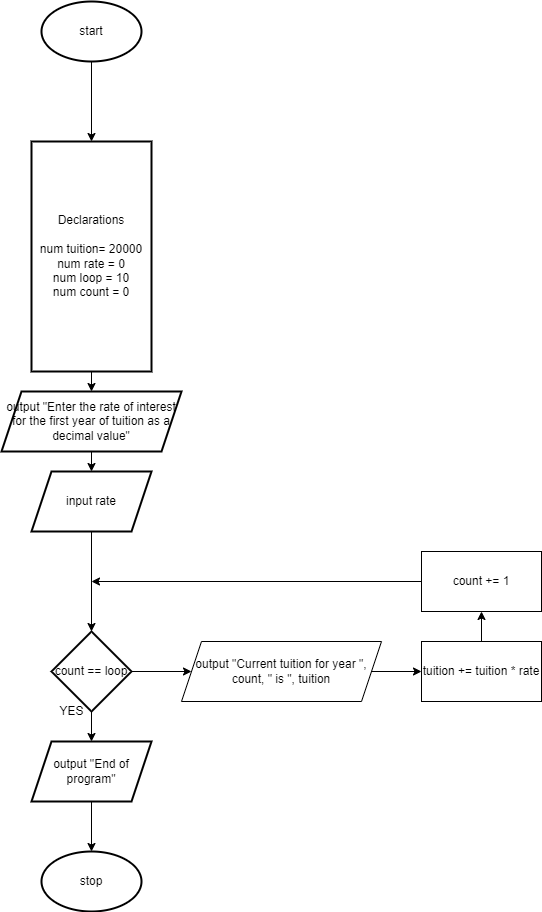 start
Declarations
num tuition= 20000
num rate = 0
num loop = 10
num count = 0
output "Enter the rate of interest
for the first year of tuition as a
decimal value"
input rate
count += 1
count == loop
output "Current tuition for year ",
count, " is ", tuition
tuition += tuition * rate
YES
output "End of
program"
stop